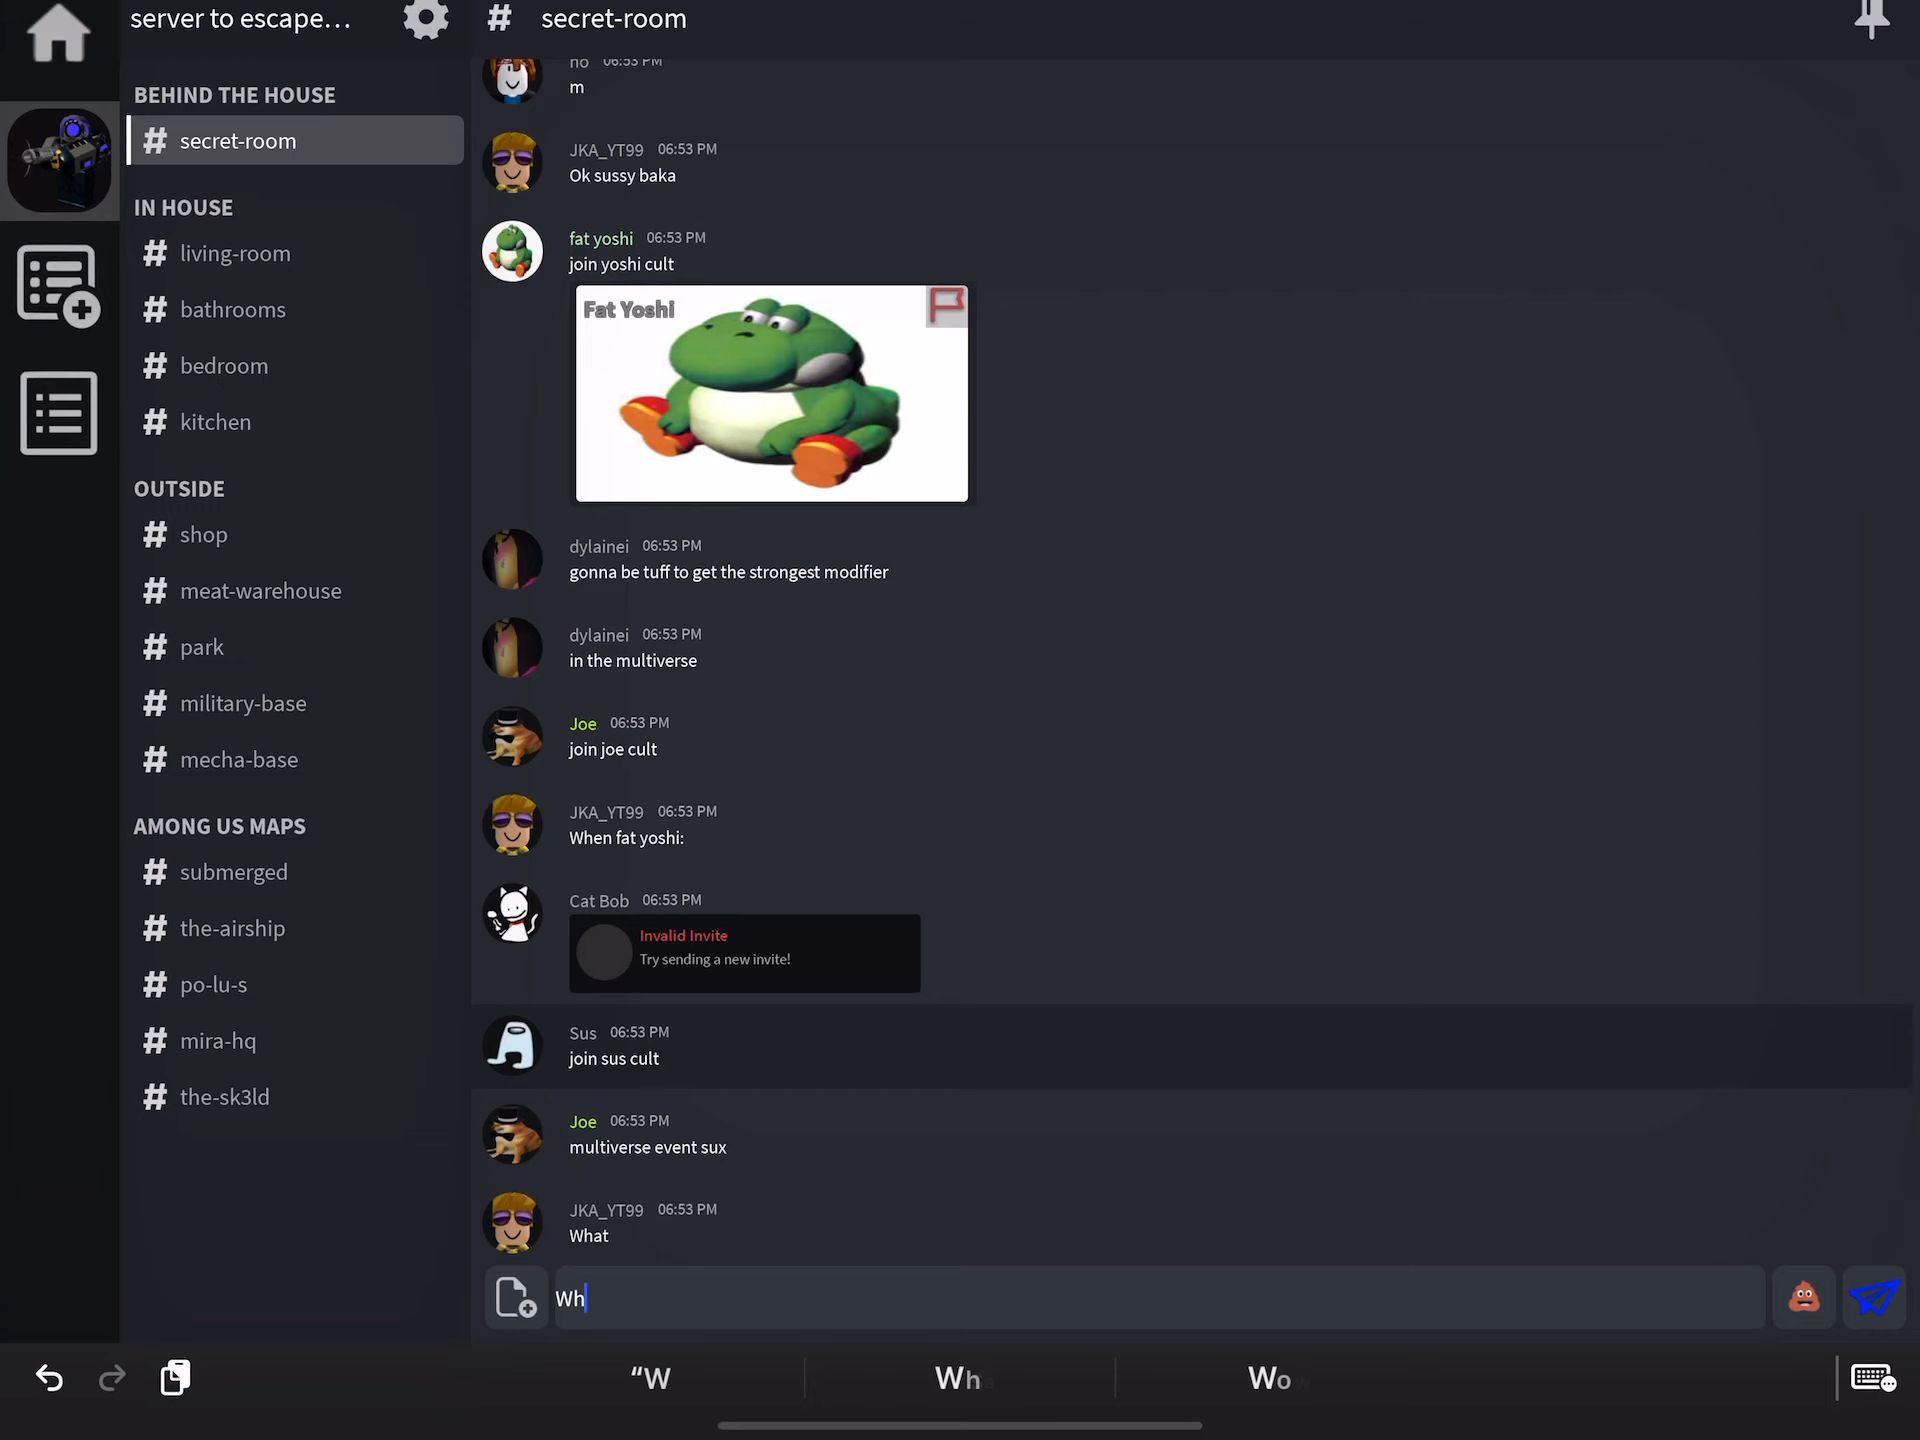 server to escape...
# secret-room
BEHIND THE HOUSE
# secret-room
IN HOUSE
# living-room
# bathrooms
# bedroom
# kitchen
OUTSIDE
# shop
# meat-warehouse
# park
# military-base
# mecha-base
AMONG US MAPS
# submerged
# the-airship
# po-lu-s
# mira-hq
# the-sk3ld
no 06:53 PM
m
JKA_YT99 06:53 PM
Ok sussy baka
fat yoshi 06:53 PM
join yoshi cult
Fat Yoshi
dylainei 06:53 PM
gonna be tuff to get the strongest modifier
dylainei 06:53 PM
in the multiverse
Joe 06:53 PM
join joe cult
JKA_YT99 06:53 PM
When fat yoshi:
Cat Bob 06:53 PM
Invalid Invite
Try sending a new invite!
Sus 06:53 PM
join sus cult
Joe 06:53 PM
multiverse event sux
JKA_YT99 06:53 PM
What
Wh
“W Wh Wo